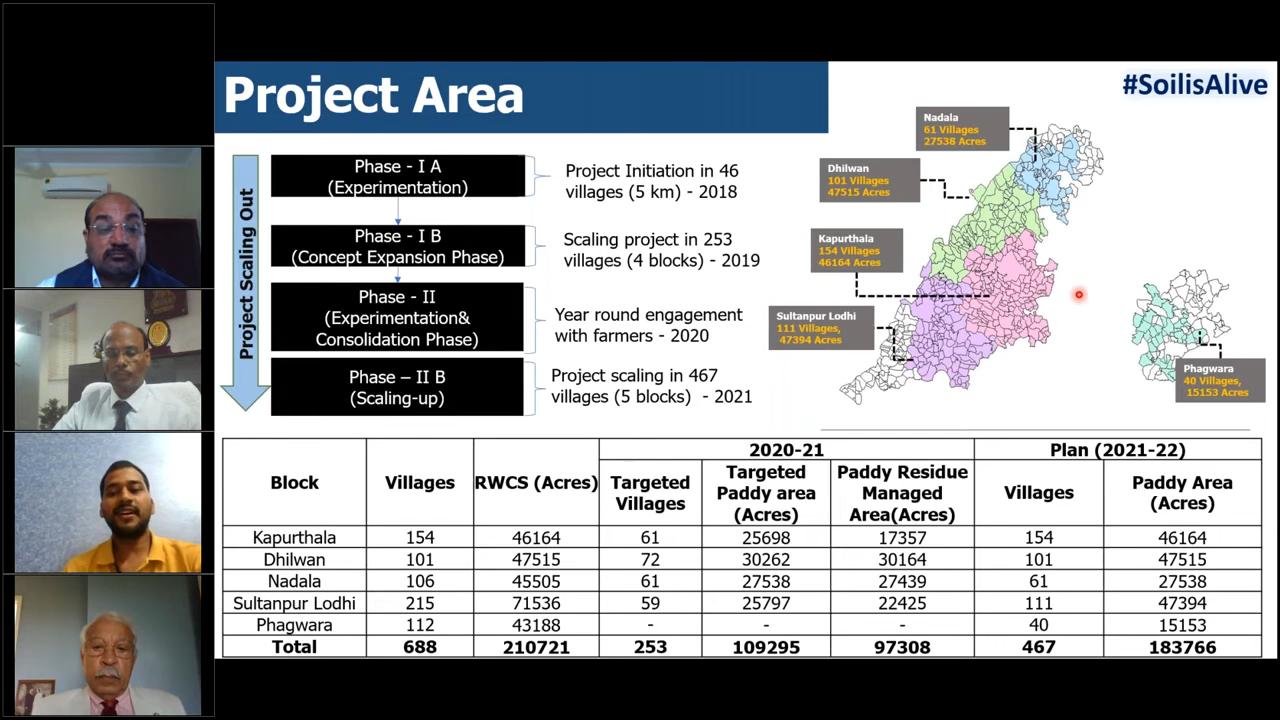 Project Area
#SoilisAlive
Project Scaling Out
Phase - I A
(Experimentation)
Project Initiation in 46
villages (5 km) - 2018
Phase - I B
(Concept Expansion Phase)
Scaling project in 253
villages (4 blocks) - 2019
Phase - II
(Experimentation&
Consolidation Phase)
Year round engagement
with farmers - 2020
Phase – II B
(Scaling-up)
Project scaling in 467
villages (5 blocks) - 2021
Nadala
61 Villages
27538 Acres
Dhilwan
101 Villages
47515 Acres
Kapurthala
154 Villages
46164 Acres
Sultanpur Lodhi
111 Villages,
47394 Acres
Phagwara
40 Villages,
15153 Acres
Block Villages RWCS (Acres) 2020-21 Plan (2021-22)
Targeted Villages Targeted Paddy area (Acres) Paddy Residue Managed Area(Acres) Villages Paddy Area (Acres)
Kapurthala 154 46164 61 25698 17357 154 46164
Dhilwan 101 47515 72 30262 30164 101 47515
Nadala 106 45505 61 27538 27439 61 27538
Sultanpur Lodhi 215 71536 59 25797 22425 111 47394
Phagwara 112 43188 - - - 40 15153
Total 688 210721 253 109295 97308 467 183766